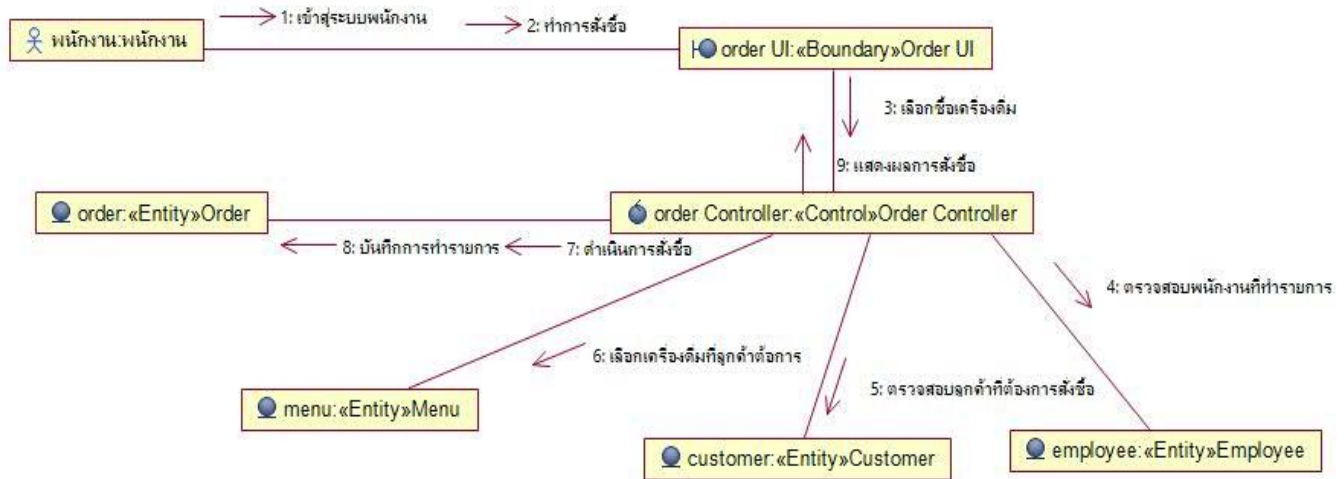 1: เข้าสู่ระบบพนักงาน
2: ทำการสั่งซื้อ
พนักงาน:พนักงาน
order UI:«Boundary»Order UI
3: เลือกซื้อเครื่องดื่ม
9: แสดงผลการสั่งซื้อ
order:«Entity»Order
order Controller:«Control»Order Controller
8: บันทึกการทำรายการ
7: ดำเนินการสั่งซื้อ
4: ตรวจสอบพนักงานที่ทำรายการ
6: เลือกเครื่องดื่มที่ลูกค้าต้อการ
5: ตรวจสอบลูกค้าที่ต้องการสั่งซื้อ
menu:«Entity»Menu
customer:«Entity»Customer
employee:«Entity»Employee